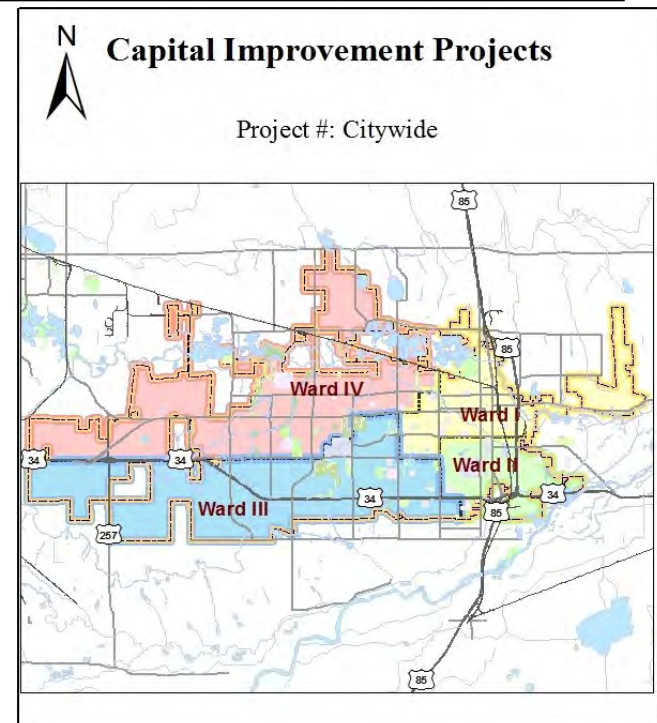 N
Capital Improvement Projects
Project #: Citywide
85
85
Ward IV
Ward I
34
34
Ward II
Ward III
34
34
85
257
85